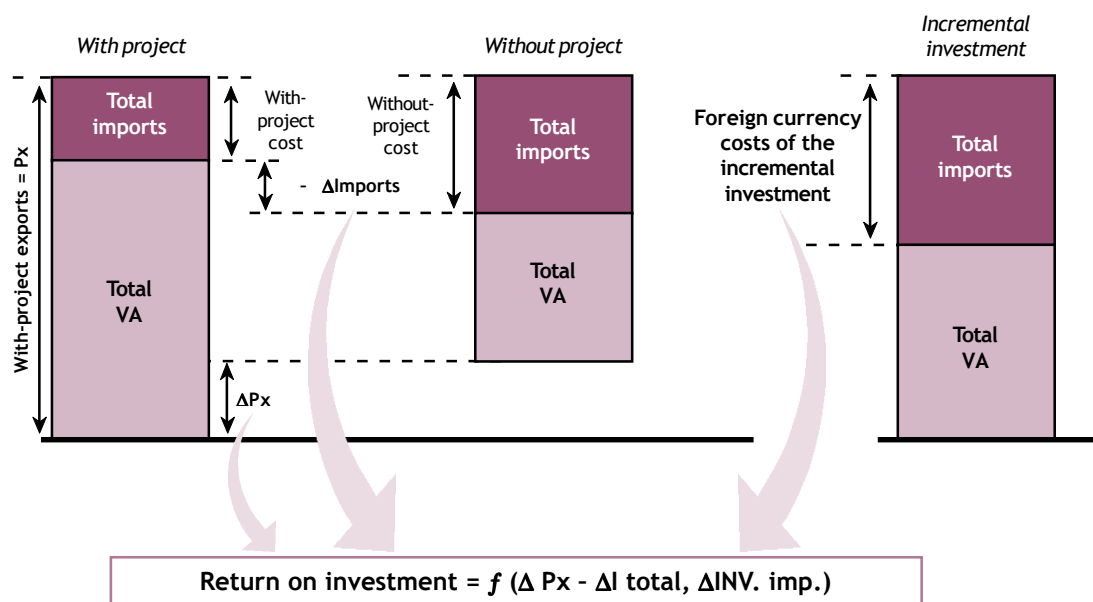 With project
Without project
Incremental
investment
With-project exports = Px
Total
imports
With-
project
cost
Without-
project
cost
Total
imports
Foreign currency
costs of the
incremental
investment
Total
imports
- ΔImports
Total
VA
Total
VA
Total
VA
ΔPx
Return on investment = ƒ (Δ Px - ΔI total, ΔINV. imp.)